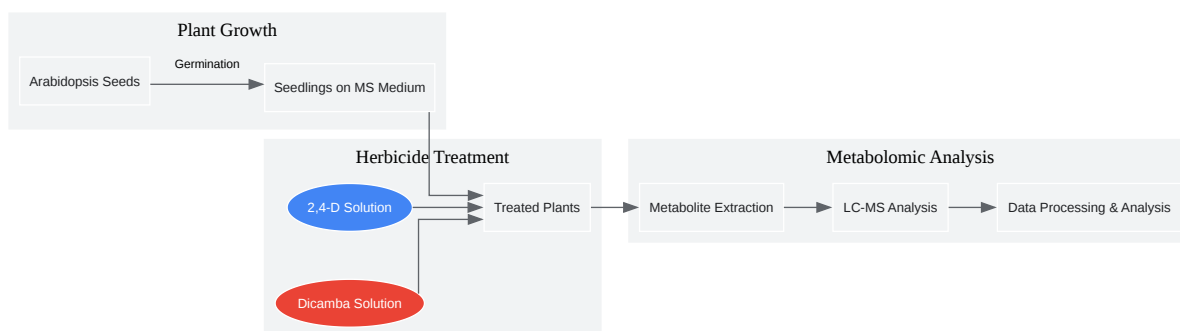 Plant Growth
Arabidopsis Seeds
Germination
Seedlings on MS Medium
Herbicide Treatment
2,4-D Solution
Treated Plants
Dicamba Solution
Metabolomic Analysis
Metabolite Extraction
LC-MS Analysis
Data Processing & Analysis